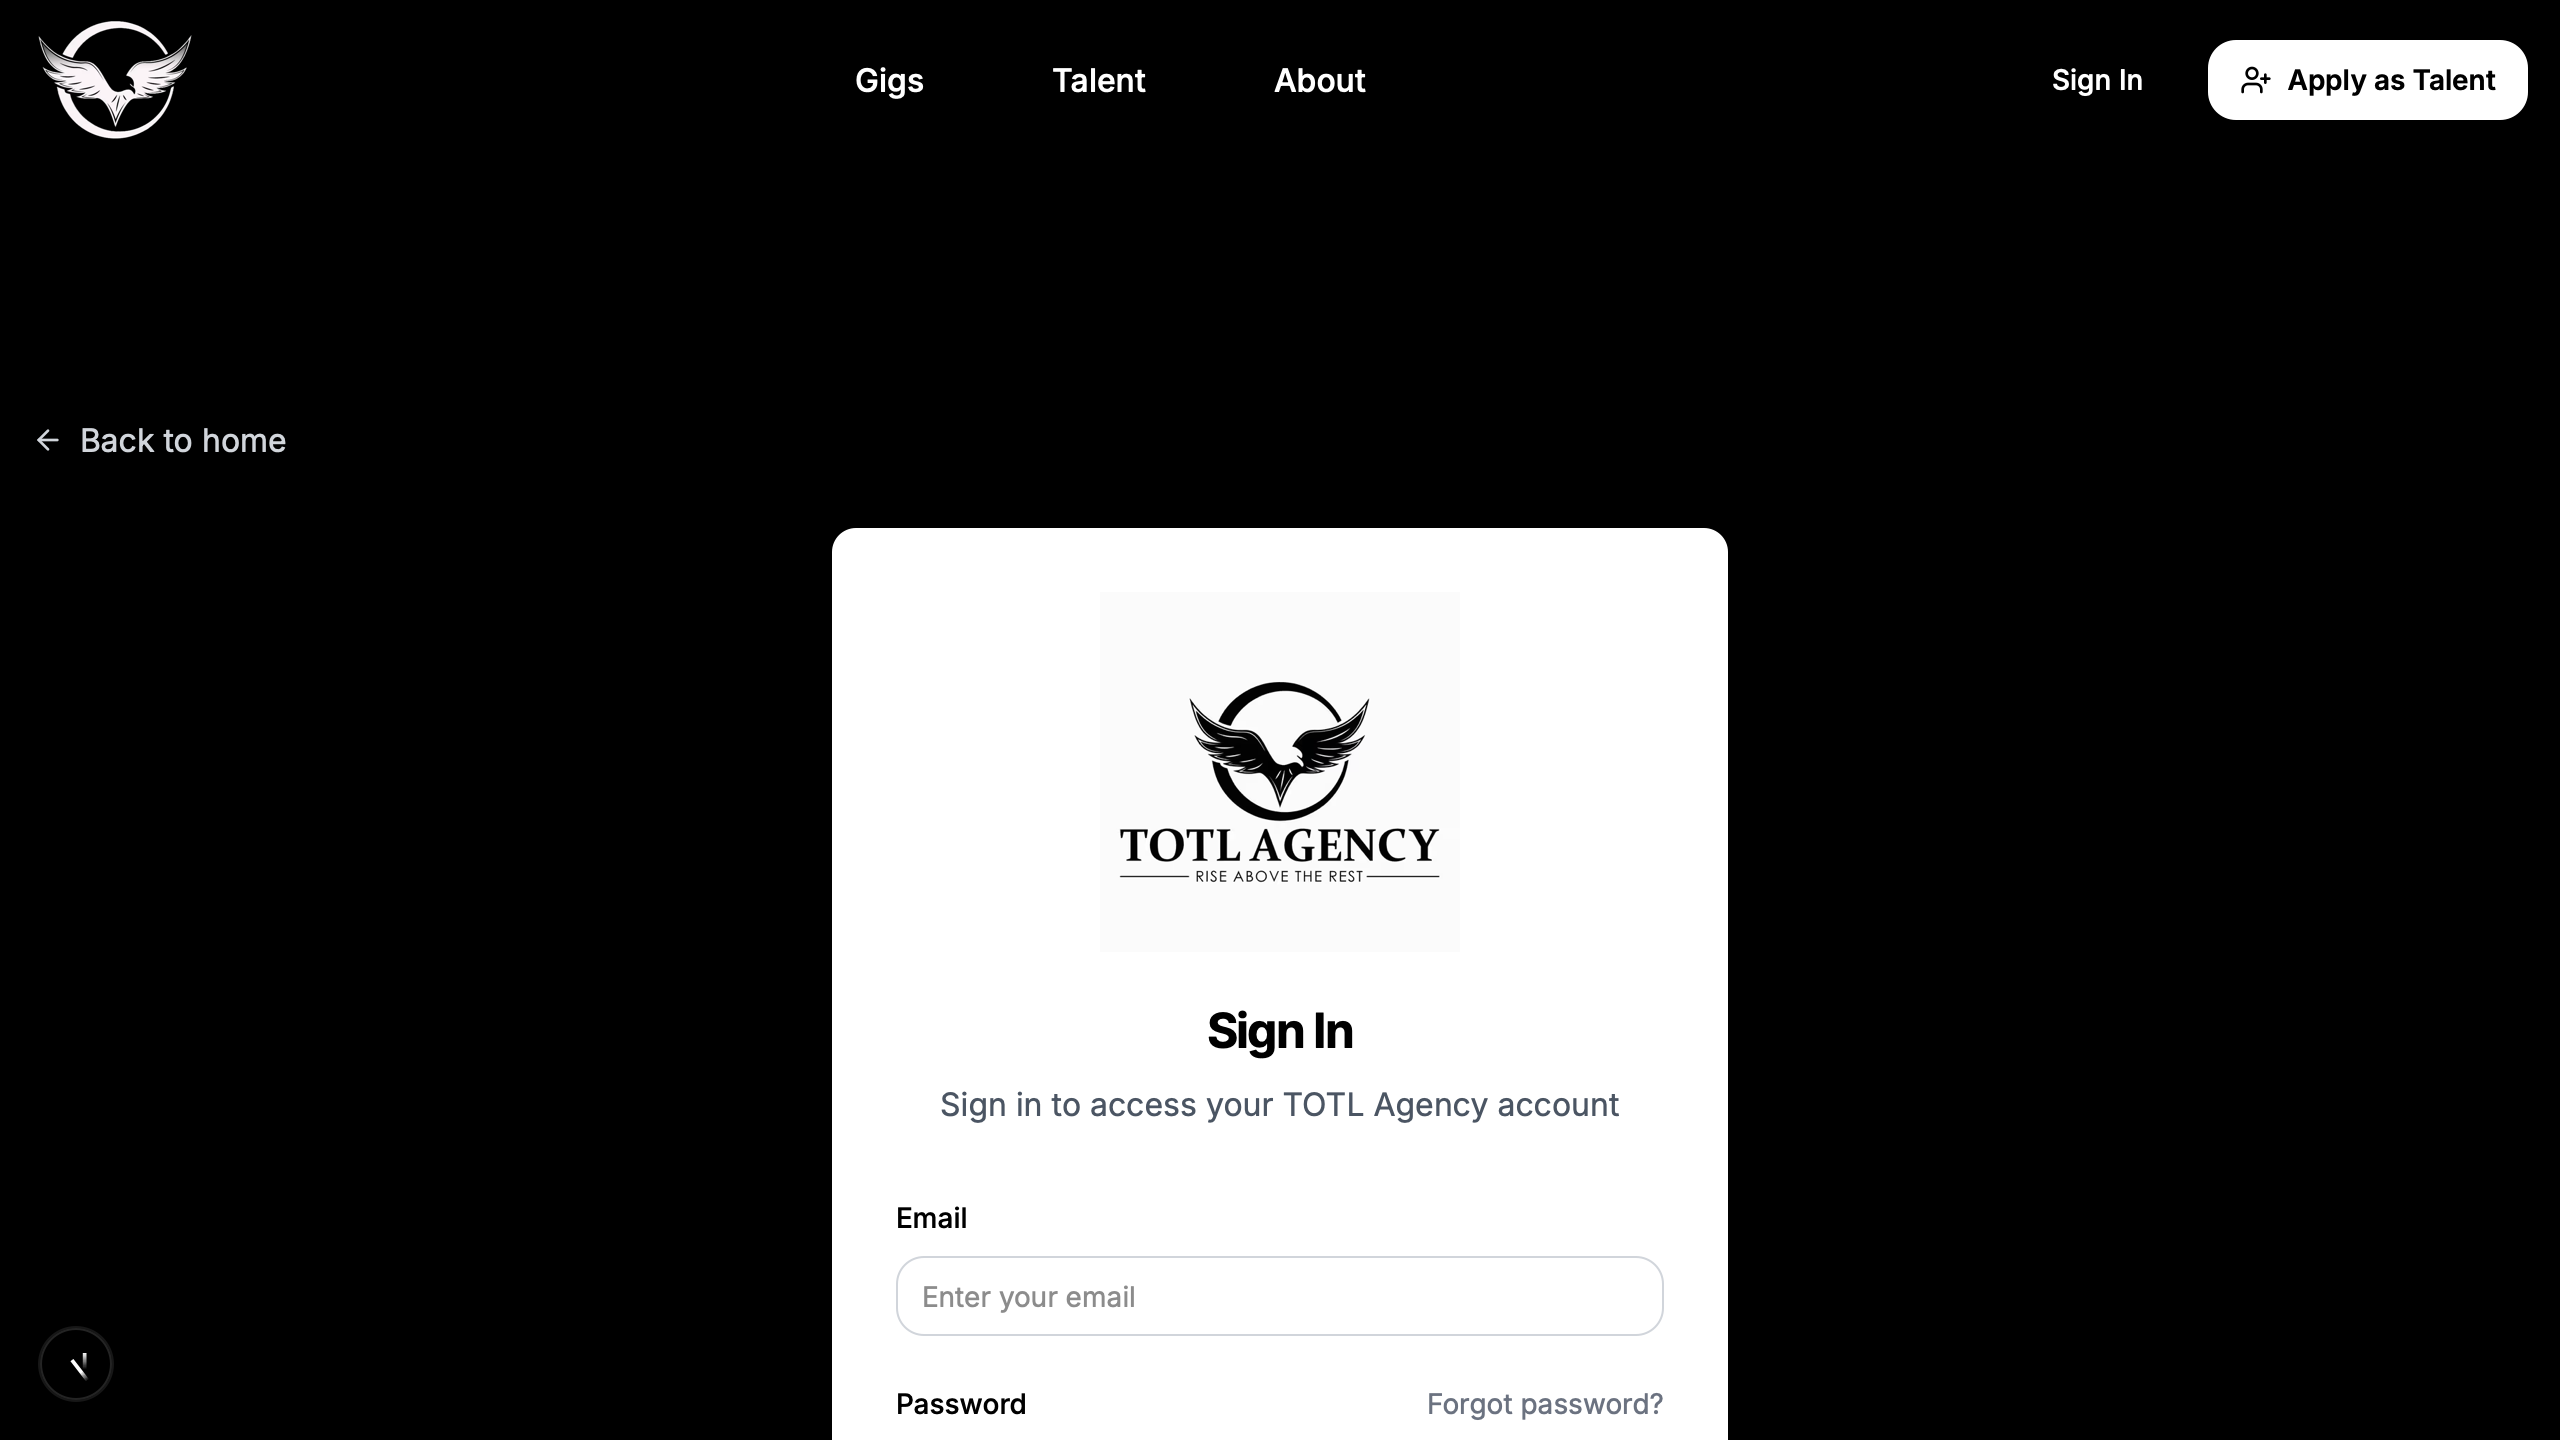 Gigs Talent About Sign In Apply as Talent
Back to home
TOTL AGENCY
RISE ABOVE THE REST
Sign In
Sign in to access your TOTL Agency account
Email
Enter your email
Password Forgot password?